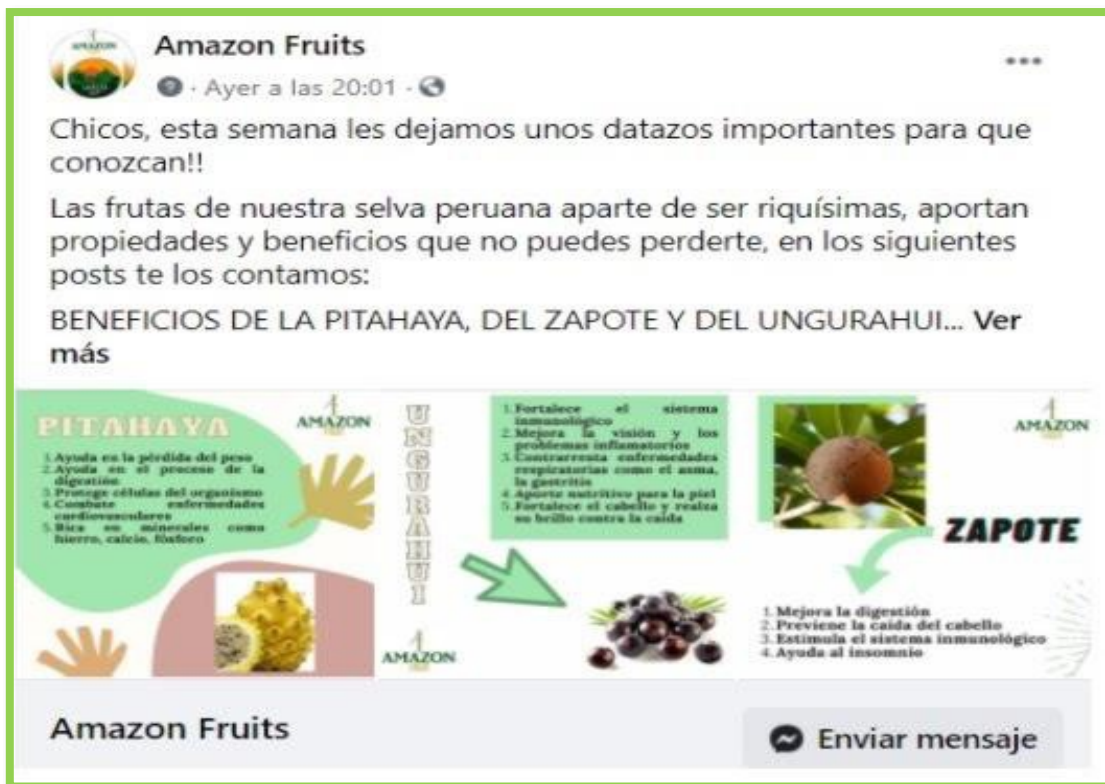 Amazon Fruits
Ayer a las 20:01
Chicos, esta semana les dejamos unos datazos importantes para que
conozcan!!
Las frutas de nuestra selva peruana aparte de ser riquísimas, aportan
propiedades y beneficios que no puedes perderte, en los siguientes
posts te los contamos:
BENEFICIOS DE LA PITAHAYA, DEL ZAPOTE Y DEL UNGURAHUI... Ver
más
PITAHAYA
AMAZON
1. Ayuda en la pérdida del peso
2. Ayuda en el proceso de la
digestión
3. Protege células del organismo
4. Combate enfermedades
cardiovasculares
5. Rica en minerales como
hierro, calcio, fósforo
UNGURAHUI
1. Fortalece el sistema
inmunológico
2. Mejora la visión y los
problemas inflamatorios
3. Contrarresta enfermedades
respiratorias como el asma,
la gastritis
4. Aporte nutritivo para la piel
5. Fortalece el cabello y realza
su brillo contra la caída
AMAZON
AMAZON
ZAPOTE
1. Mejora la digestión
2. Previene la caída del cabello
3. Estimula el sistema inmunológico
4. Ayuda al insomnio
Amazon Fruits
Enviar mensaje